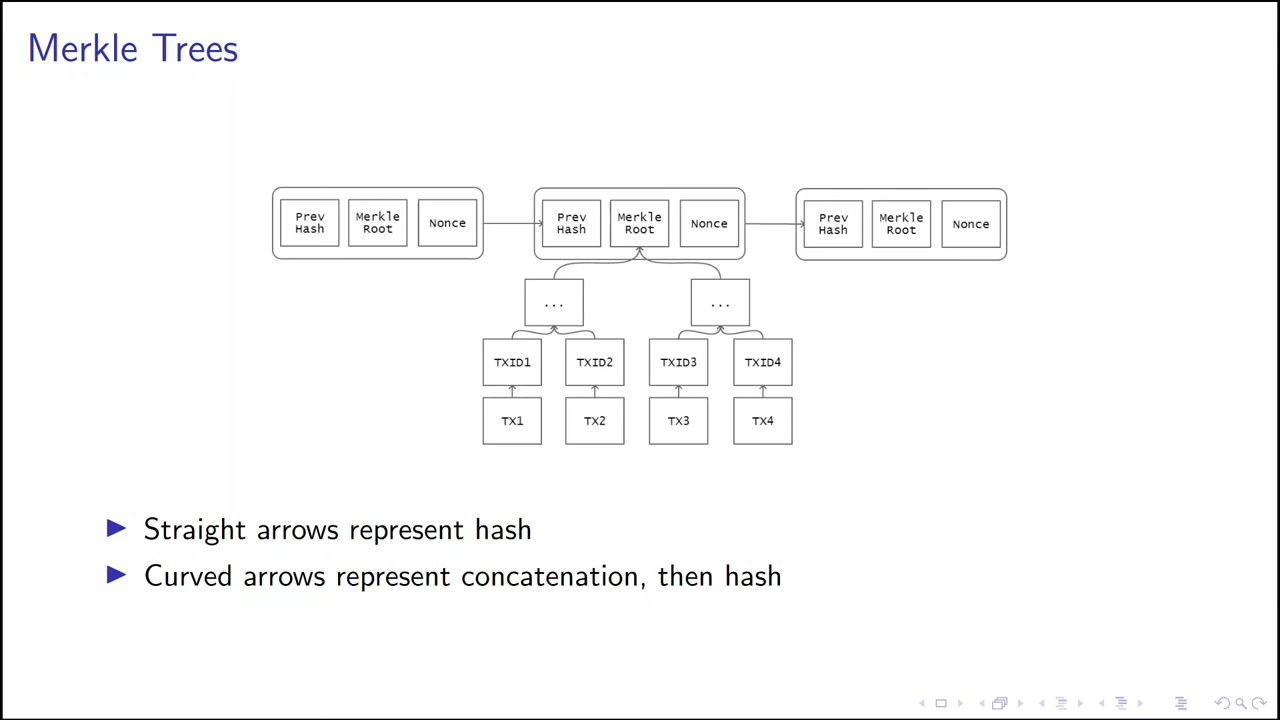 Merkle Trees
Prev Hash
Merkle Root
Nonce
Prev Hash
Merkle Root
Nonce
Prev Hash
Merkle Root
Nonce
...
...
TXID1
TXID2
TXID3
TXID4
TX1
TX2
TX3
TX4
Straight arrows represent hash
Curved arrows represent concatenation, then hash